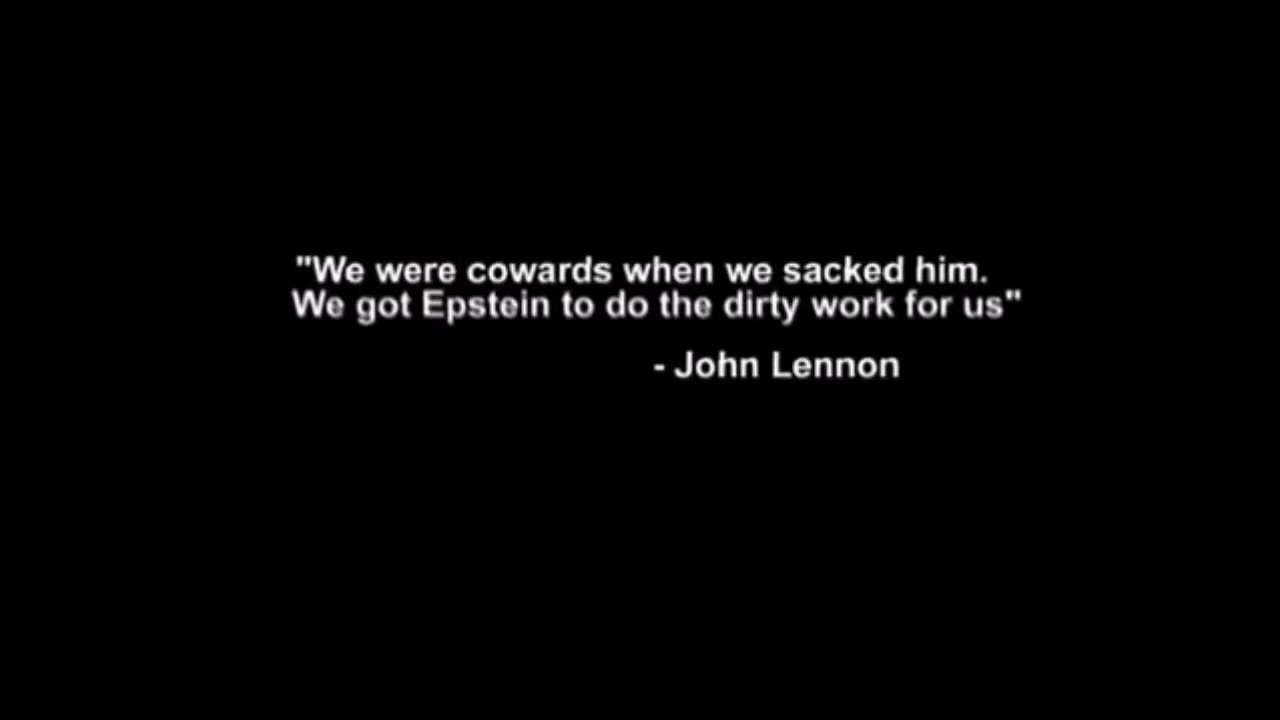 "We were cowards when we sacked him.
We got Epstein to do the dirty work for us"
- John Lennon